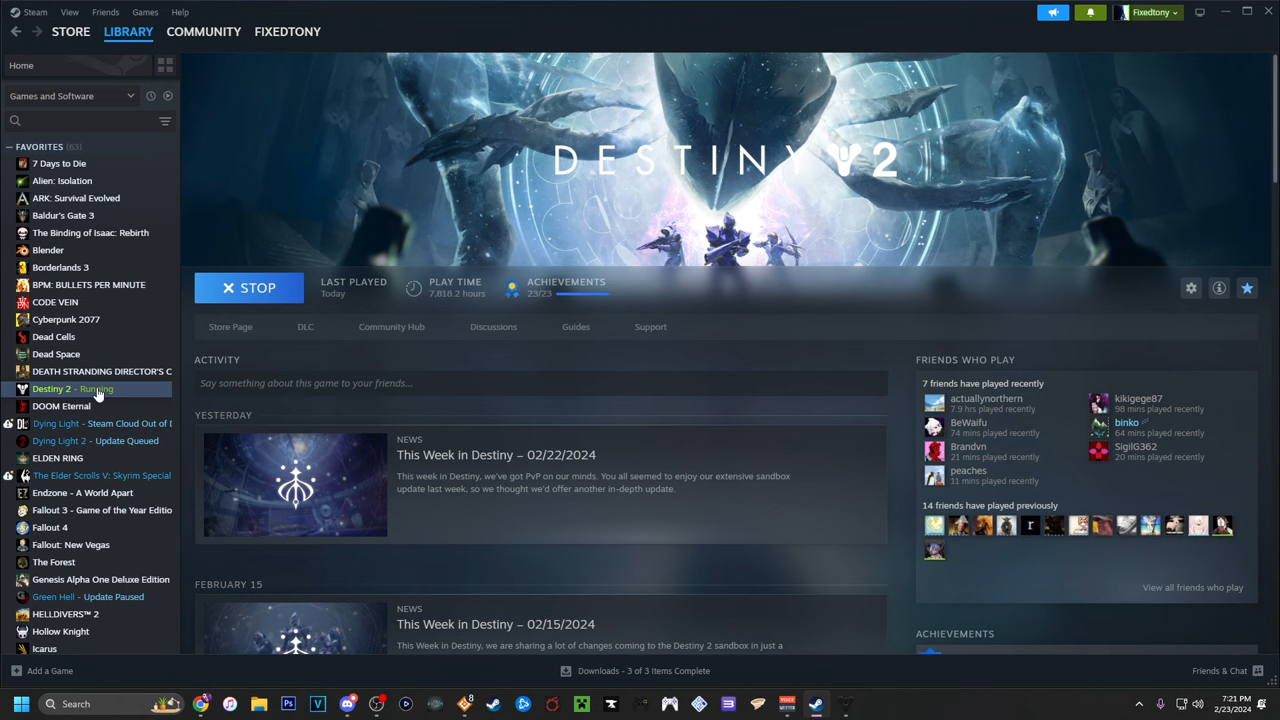 Steam View Friends Games Help
Fixedtony
STORE LIBRARY COMMUNITY FIXEDTONY
Home
Games and Software
FAVORITES (63)
7 Days to Die
Alien: Isolation
ARK: Survival Evolved
Baldur's Gate 3
The Binding of Isaac: Rebirth
Blender
Borderlands 3
BPM: BULLETS PER MINUTE
CODE VEIN
Cyberpunk 2077
Dead Cells
Dead Space
DEATH STRANDING DIRECTOR'S C
Destiny 2 - Running
DOOM Eternal
Dying Light - Steam Cloud Out of D
Dying Light 2 - Update Queued
ELDEN RING
The Elder Scrolls V: Skyrim Special
Endzone - A World Apart
Fallout 3 - Game of the Year Editio
Fallout 4
Fallout: New Vegas
The Forest
Genesis Alpha One Deluxe Edition
Green Hell - Update Paused
HELLDIVERS™ 2
Hollow Knight
Icarus
Add a Game
DESTINY 2
STOP
LAST PLAYED
Today
PLAY TIME
7,818.2 hours
ACHIEVEMENTS
23/23
Store Page DLC Community Hub Discussions Guides Support
ACTIVITY
Say something about this game to your friends...
YESTERDAY
NEWS
This Week in Destiny – 02/22/2024
This week in Destiny, we've got PvP on our minds. You all seemed to enjoy our extensive sandbox
update last week, so we thought we'd offer another in-depth update.
FEBRUARY 15
NEWS
This Week in Destiny – 02/15/2024
This Week in Destiny, we are sharing a lot of changes coming to the Destiny 2 sandbox in just a
FRIENDS WHO PLAY
7 friends have played recently
actuallynorthern
7.9 hrs played recently
kikigege87
98 mins played recently
BeWaifu
74 mins played recently
binko
64 mins played recently
Brandvn
21 mins played recently
SigilG362
20 mins played recently
peaches
11 mins played recently
14 friends have played previously
View all friends who play
ACHIEVEMENTS
Downloads - 3 of 3 Items Complete
Friends & Chat
Search
8
7:21 PM
2/23/2024